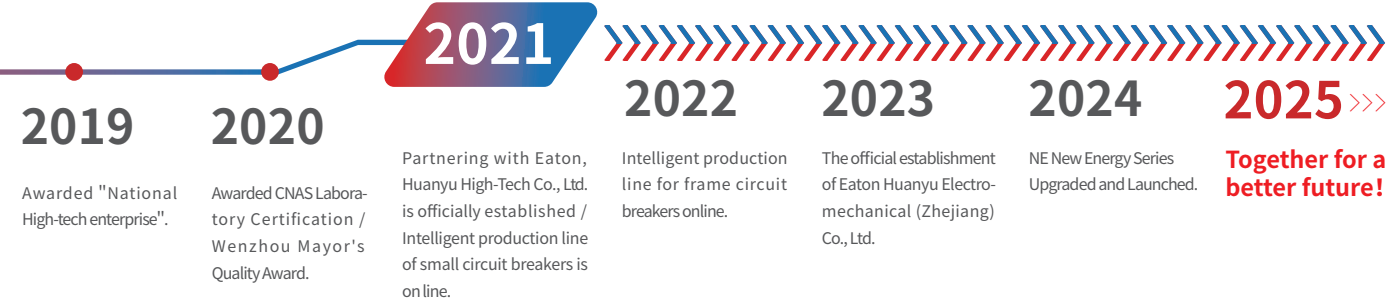 2019
Awarded "National
High-tech enterprise".
2020
Awarded CNAS Labora-
tory Certification /
Wenzhou Mayor's
Quality Award.
2021
Partnering with Eaton,
Huanyu High-Tech Co., Ltd.
is officially established /
Intelligent production line
of small circuit breakers is
on line.
2022
Intelligent production
line for frame circuit
breakers online.
2023
The official establishment
of Eaton Huanyu Electro-
mechanical (Zhejiang)
Co., Ltd.
2024
NE New Energy Series
Upgraded and Launched.
2025
Together for a
better future!